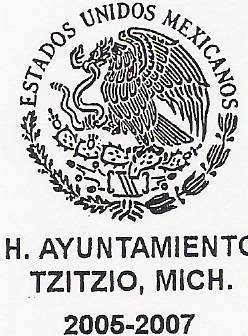 ESTADOS UNIDOS MEXICANOS
H. AYUNTAMIENTO
TZITZIO, MICH.
2005-2007